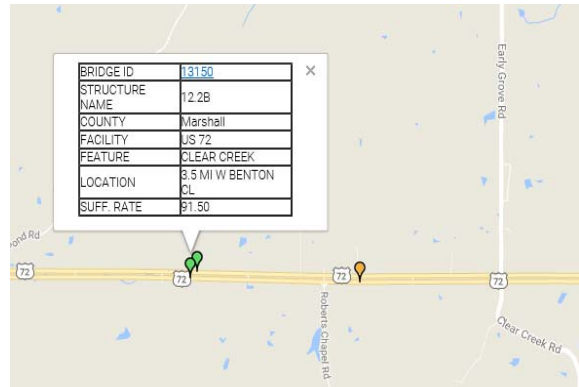 BRIDGE ID 13150
STRUCTURE
NAME 12.2B
COUNTY Marshall
FACILITY US 72
FEATURE CLEAR CREEK
LOCATION 3.5 MI W BENTON
CL
SUFF. RATE 91.50
×
Early Grove Rd
ond Rd
72
72
72
72
Roberts Chapel Rd
Clear Creek Rd